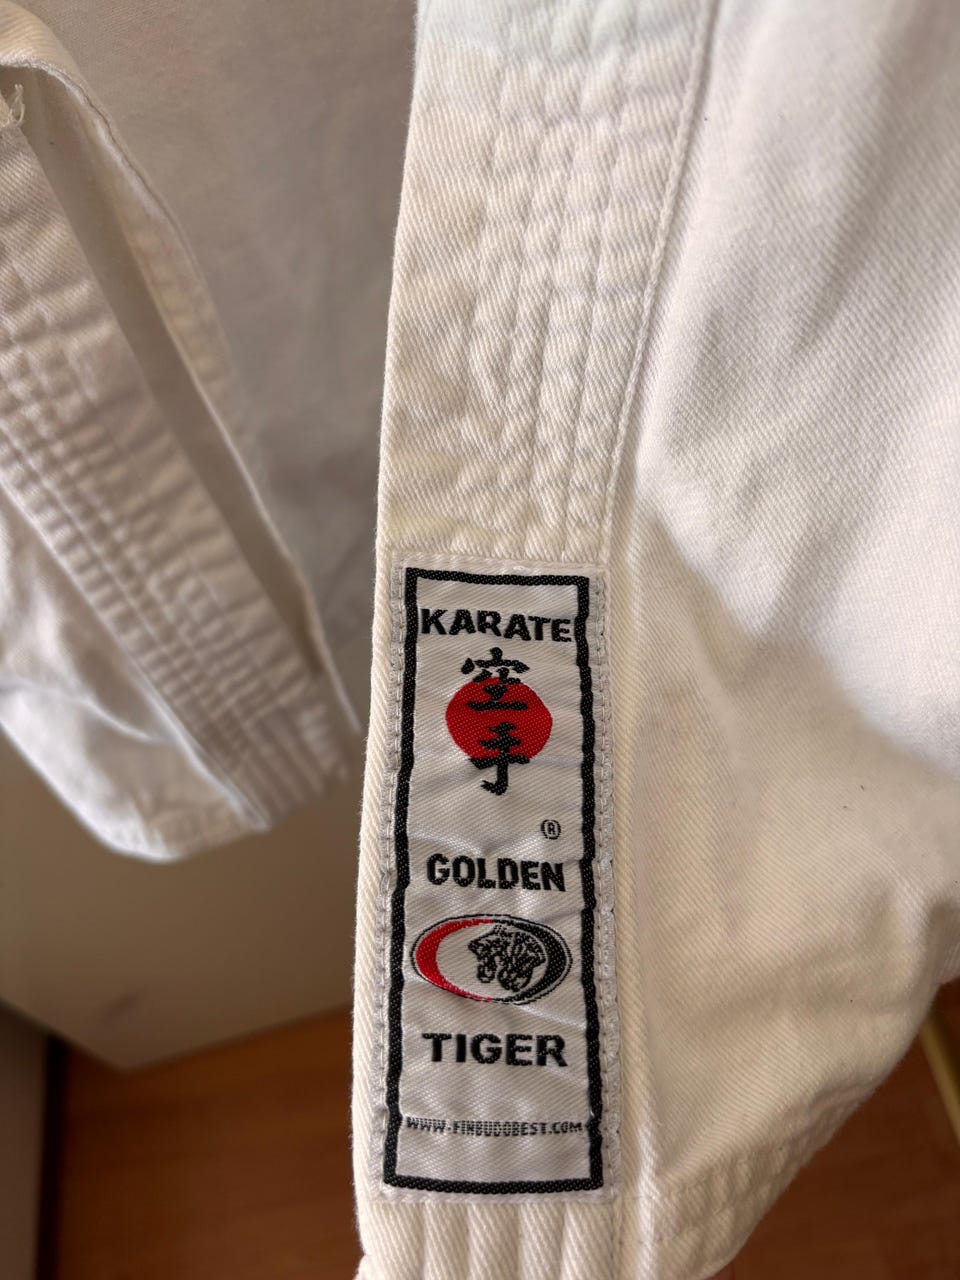 KARATE
空
手
®
GOLDEN
TIGER
WWW.FINBUDOBEST.COM